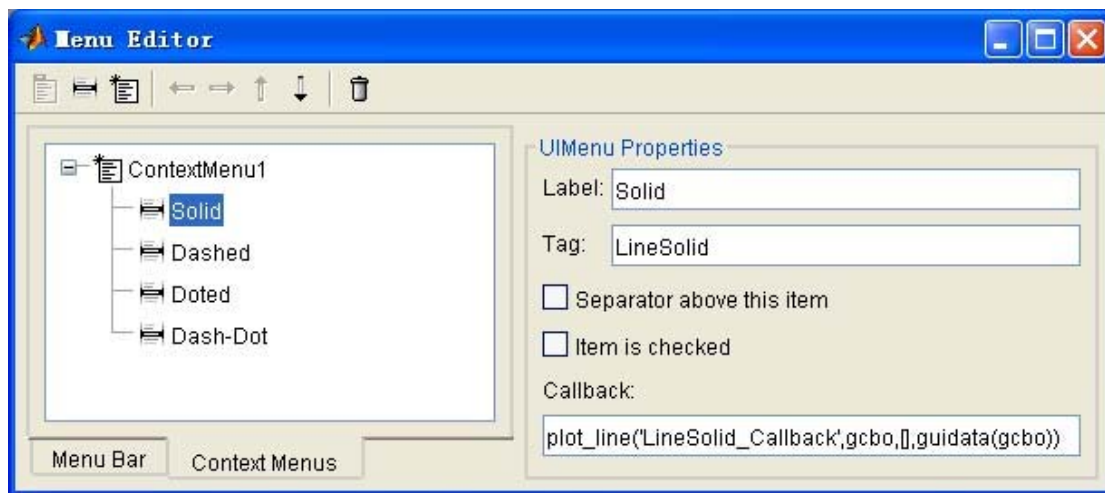 Menu Editor
ContextMenu1
Solid
Dashed
Doted
Dash-Dot
Menu Bar
Context Menus
UIMenu Properties
Label: Solid
Tag: LineSolid
Separator above this item
Item is checked
Callback:
plot_line('LineSolid_Callback',gcbo,[],guidata(gcbo))